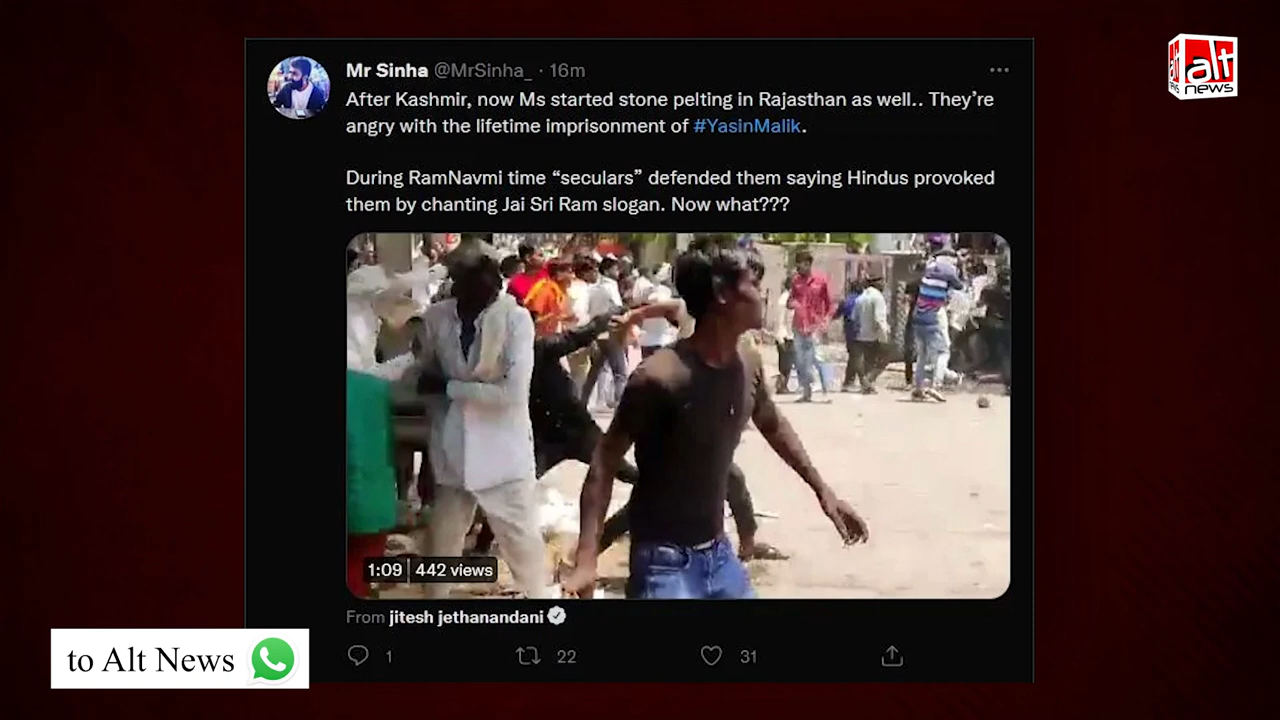 Mr Sinha @MrSinha_ · 16m
After Kashmir, now Ms started stone pelting in Rajasthan as well.. They’re
angry with the lifetime imprisonment of #YasinMalik.
During RamNavmi time “seculars” defended them saying Hindus provoked
them by chanting Jai Sri Ram slogan. Now what???
1:09 442 views
From jitesh jethanandani
1 22 31
to Alt News
alt
news